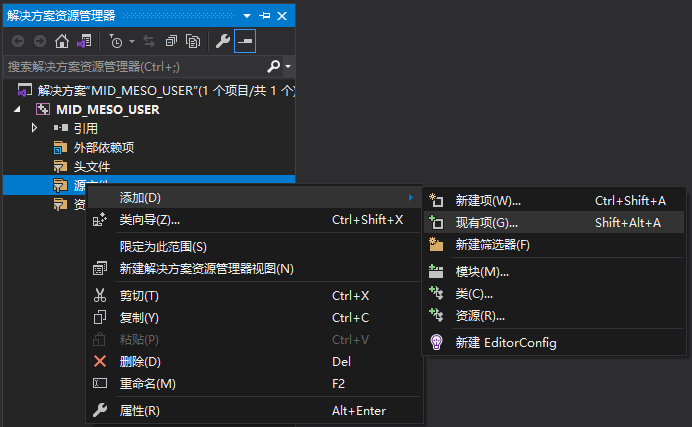 解决方案资源管理器
搜索解决方案资源管理器(Ctrl+;)
解决方案"MID_MESO_USER"(1 个项目/共 1 个)
MID_MESO_USER
引用
外部依赖项
头文件
源文件
资
添加(D)
类向导(Z)... Ctrl+Shift+X
限定为此范围(S)
新建解决方案资源管理器视图(N)
剪切(T) Ctrl+X
复制(Y) Ctrl+C
粘贴(P) Ctrl+V
删除(D) Del
重命名(M) F2
属性(R) Alt+Enter
新建项(W)... Ctrl+Shift+A
现有项(G)... Shift+Alt+A
新建筛选器(F)
模块(M)...
类(C)...
资源(R)...
新建 EditorConfig